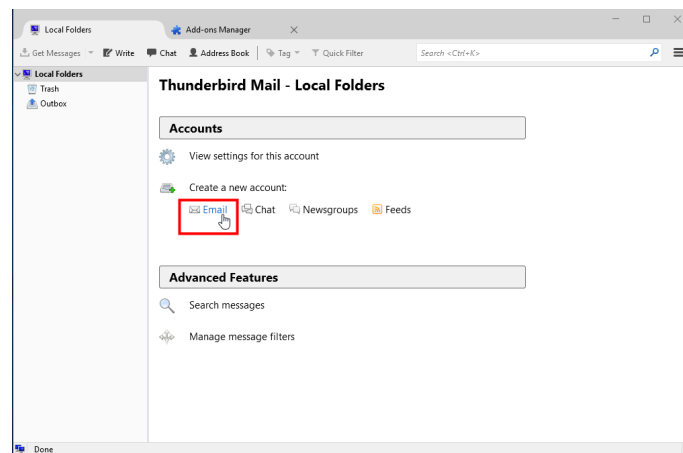 Local Folders
Add-ons Manager
Get Messages Write Chat Address Book Tag Quick Filter Search <Ctrl+K>
Local Folders
Trash
Outbox
Thunderbird Mail - Local Folders
Accounts
View settings for this account
Create a new account:
Email Chat Newsgroups Feeds
Advanced Features
Search messages
Manage message filters
Done